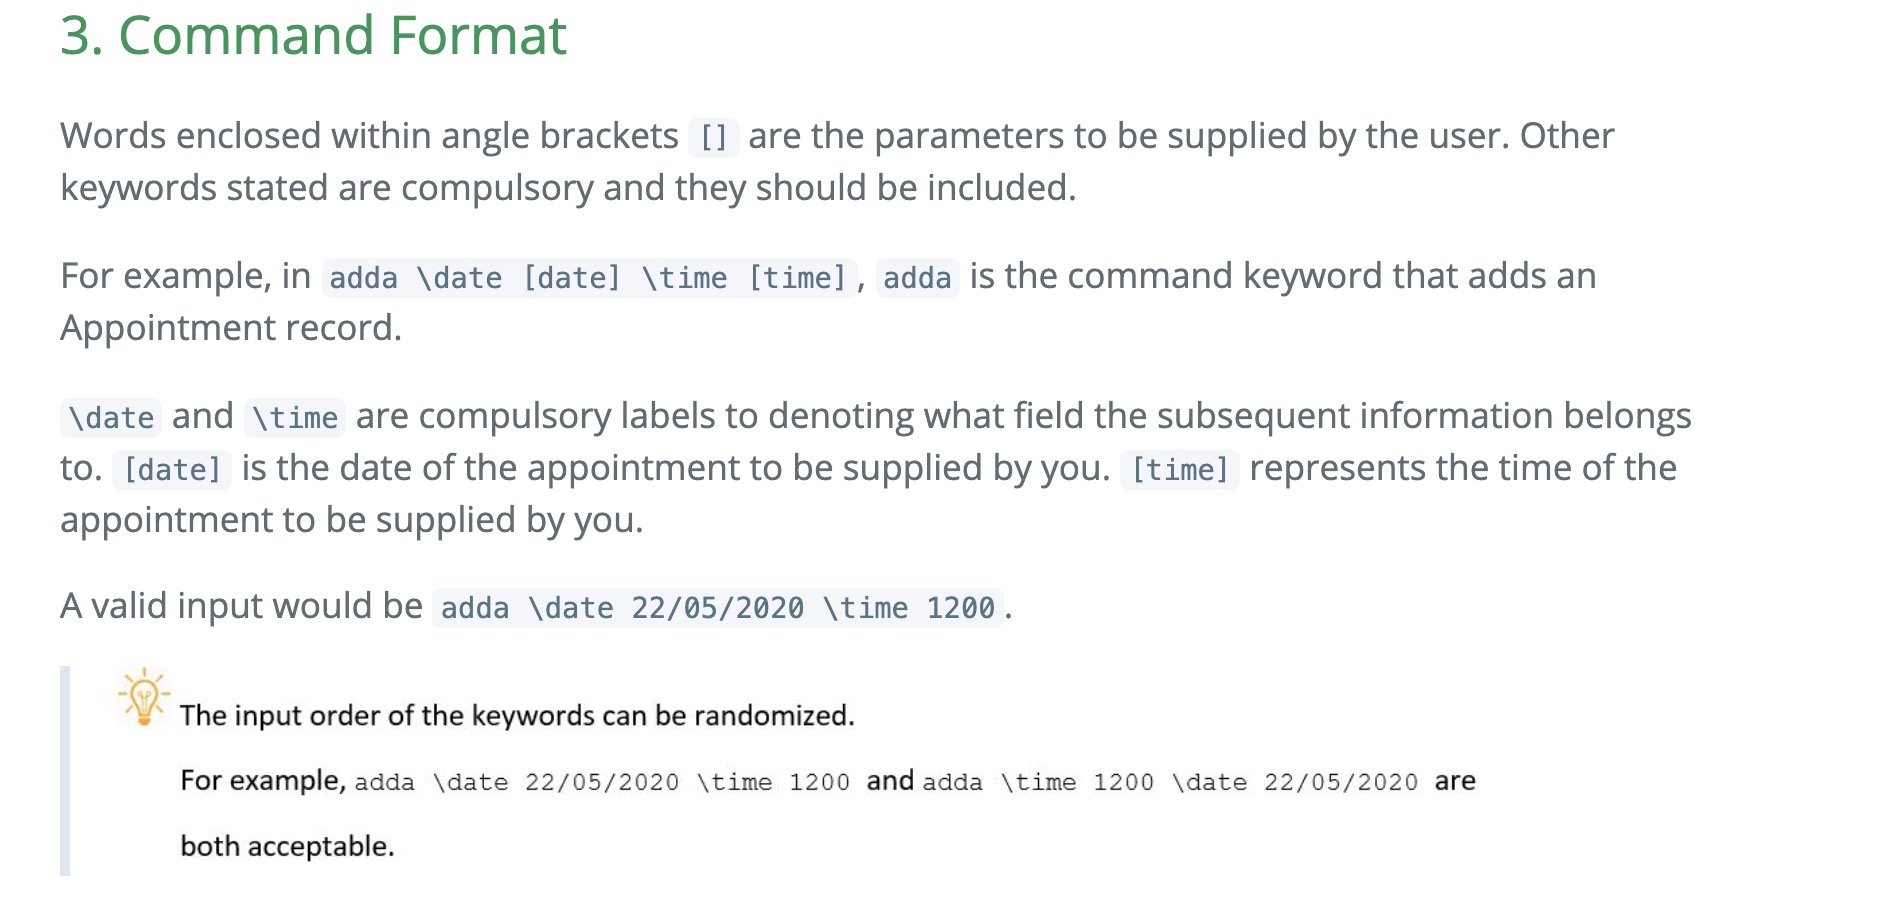 3. Command Format
Words enclosed within angle brackets [] are the parameters to be supplied by the user. Other
keywords stated are compulsory and they should be included.
For example, in adda \date [date] \time [time], adda is the command keyword that adds an
Appointment record.
\date and \time are compulsory labels to denoting what field the subsequent information belongs
to. [date] is the date of the appointment to be supplied by you. [time] represents the time of the
appointment to be supplied by you.
A valid input would be adda \date 22/05/2020 \time 1200.
The input order of the keywords can be randomized.
For example, adda \date 22/05/2020 \time 1200 and adda \time 1200 \date 22/05/2020 are
both acceptable.